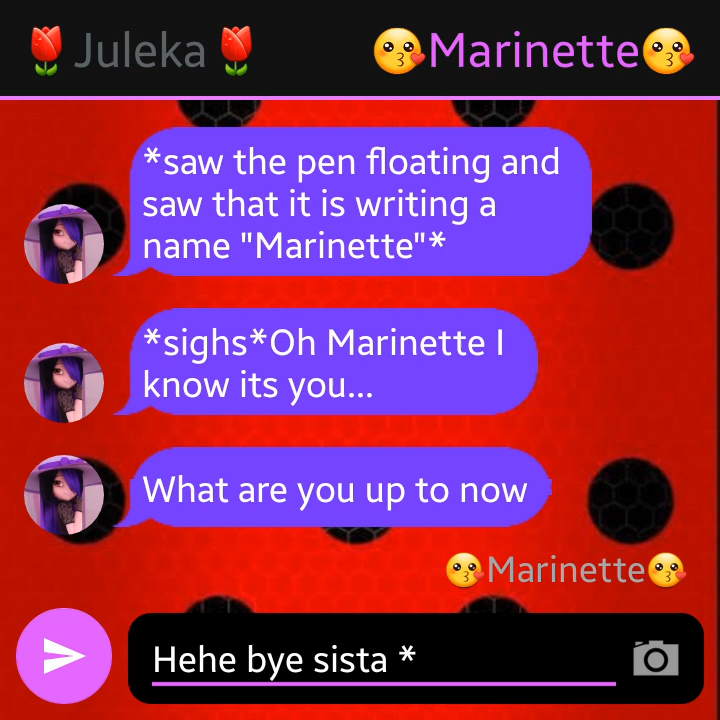 🌷Juleka🌷 😘Marinette😘
*saw the pen floating and
saw that it is writing a
name "Marinette"*
*sighs*Oh Marinette I
know its you...
What are you up to now
😘Marinette😘
Hehe bye sista *